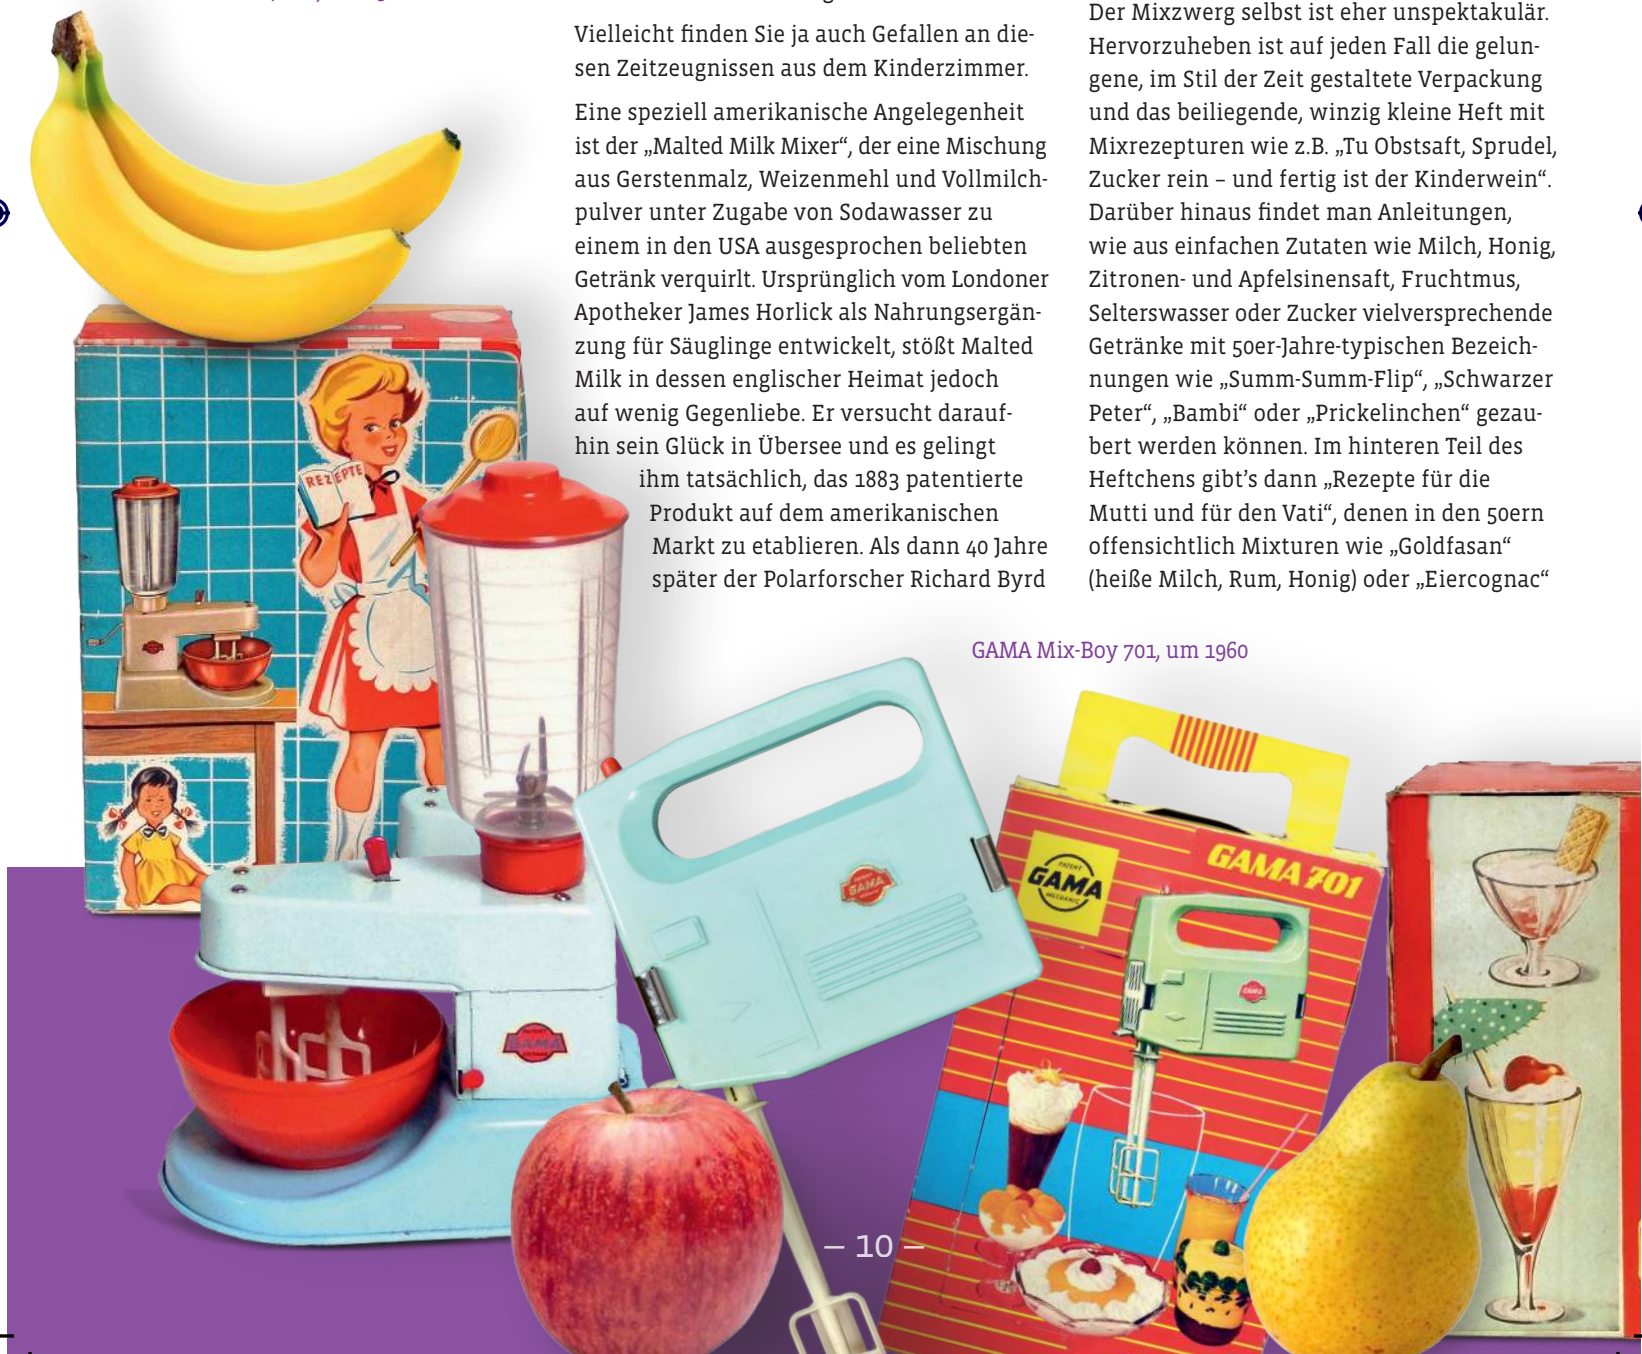 Vielleicht finden Sie ja auch Gefallen an die-
sen Zeitzeugnissen aus dem Kinderzimmer.
Eine speziell amerikanische Angelegenheit
ist der „Malted Milk Mixer“, der eine Mischung
aus Gerstenmalz, Weizenmehl und Vollmilch-
pulver unter Zugabe von Sodawasser zu
einem in den USA ausgesprochen beliebten
Getränk verquirlt. Ursprünglich vom Londoner
Apotheker James Horlick als Nahrungsergän-
zung für Säuglinge entwickelt, stößt Malted
Milk in dessen englischer Heimat jedoch
auf wenig Gegenliebe. Er versucht darauf-
hin sein Glück in Übersee und es gelingt
ihm tatsächlich, das 1883 patentierte
Produkt auf dem amerikanischen
Markt zu etablieren. Als dann 40 Jahre
später der Polarforscher Richard Byrd
Der Mixzwerg selbst ist eher unspektakulär.
Hervorzuheben ist auf jeden Fall die gelun-
gene, im Stil der Zeit gestaltete Verpackung
und das beiliegende, winzig kleine Heft mit
Mixrezepturen wie z.B. „Tu Obstsaft, Sprudel,
Zucker rein – und fertig ist der Kinderwein“.
Darüber hinaus findet man Anleitungen,
wie aus einfachen Zutaten wie Milch, Honig,
Zitronen- und Apfelsinensaft, Fruchtmus,
Selterswasser oder Zucker vielversprechende
Getränke mit 50er-Jahre-typischen Bezeich-
nungen wie „Summ-Summ-Flip“, „Schwarzer
Peter“, „Bambi“ oder „Prickelinchen“ gezau-
bert werden können. Im hinteren Teil des
Heftchens gibt’s dann „Rezepte für die
Mutti und für den Vati“, denen in den 50ern
offensichtlich Mixturen wie „Goldfasan“
(heiße Milch, Rum, Honig) oder „Eiercognac“
REZEPTE
GAMA Mix-Boy 701, um 1960
GAMA 701
PATENT
GAMA
MECHANIC
GAMA
GAMA
PATENT
GAMA
– 10 –